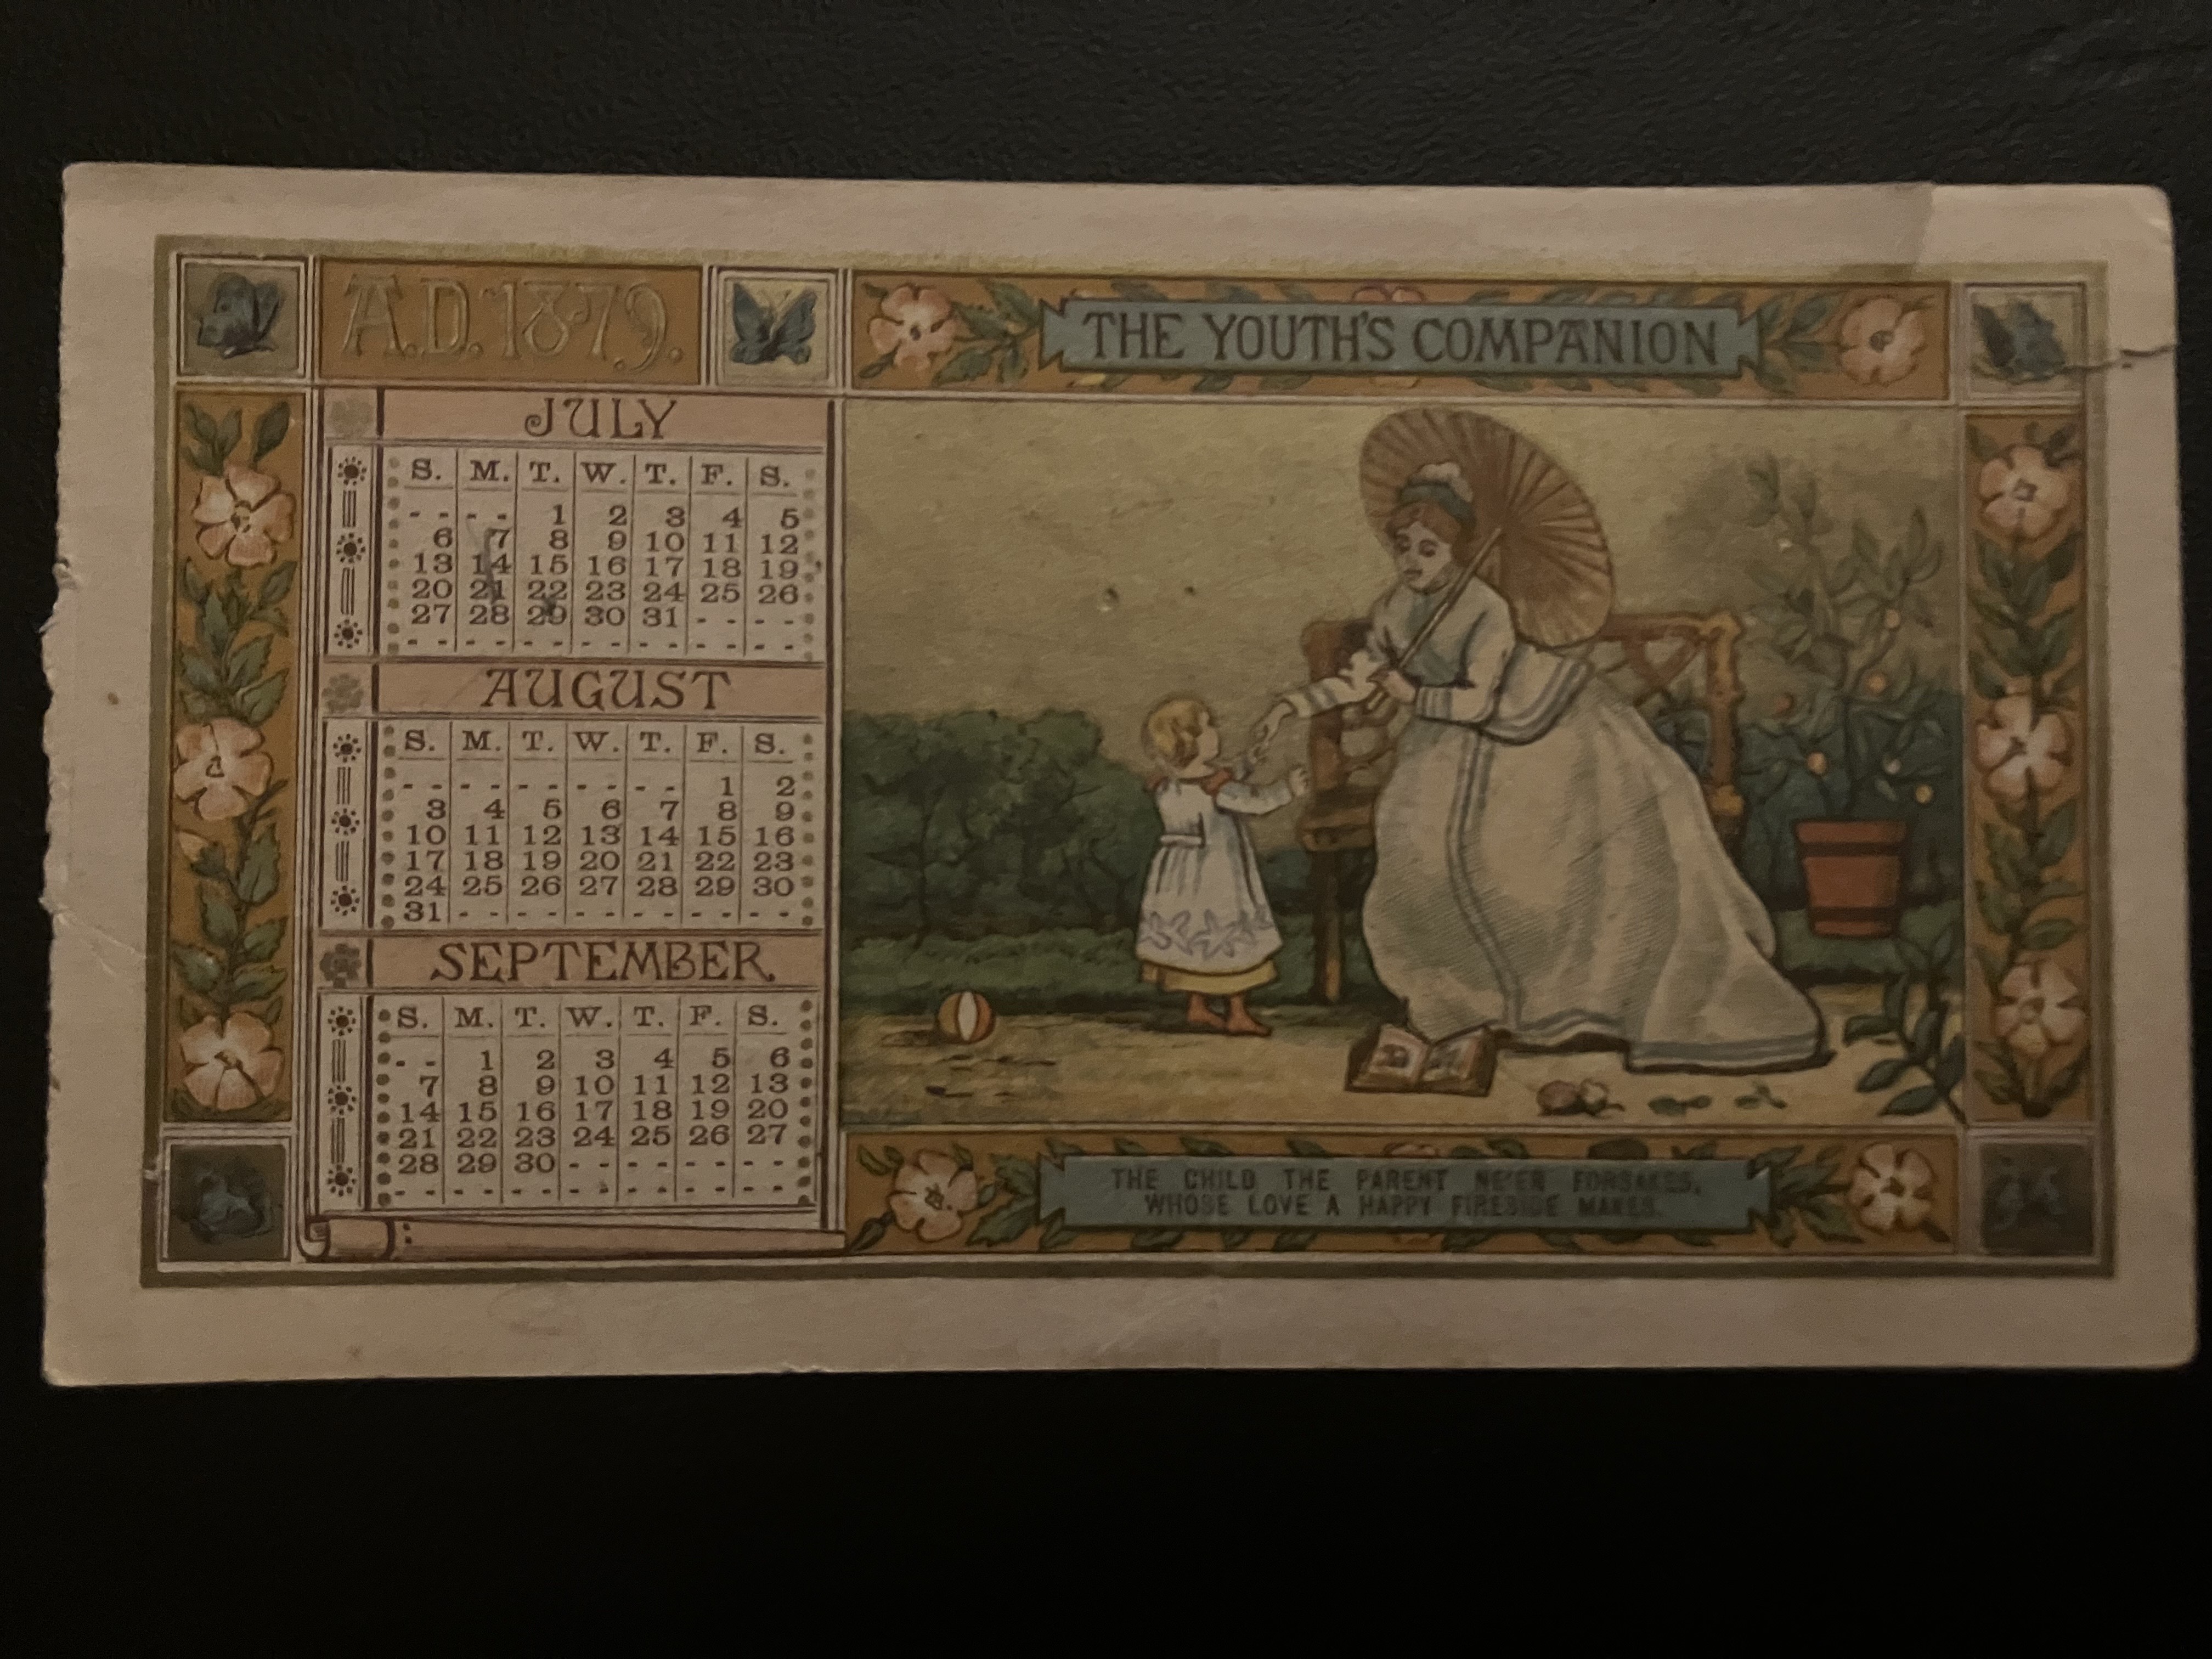 A.D. 1879.
THE YOUTH'S COMPANION
JULY
S. M. T. W. T. F. S.
- - - - 1 2 3 4 5
6 7 8 9 10 11 12
13 14 15 16 17 18 19
20 21 22 23 24 25 26
27 28 29 30 31 - - - -
- - - - - - - - - - - - - -
AUGUST
S. M. T. W. T. F. S.
- - - - - - - - - - 1 2
3 4 5 6 7 8 9
10 11 12 13 14 15 16
17 18 19 20 21 22 23
24 25 26 27 28 29 30
31 - - - - - - - - - - - -
SEPTEMBER
S. M. T. W. T. F. S.
- - 1 2 3 4 5 6
7 8 9 10 11 12 13
14 15 16 17 18 19 20
21 22 23 24 25 26 27
28 29 30 - - - - - - - -
- - - - - - - - - - - - - -
THE CHILD THE PARENT NE'ER FORSAKES,
WHOSE LOVE A HAPPY FIRESIDE MAKES.